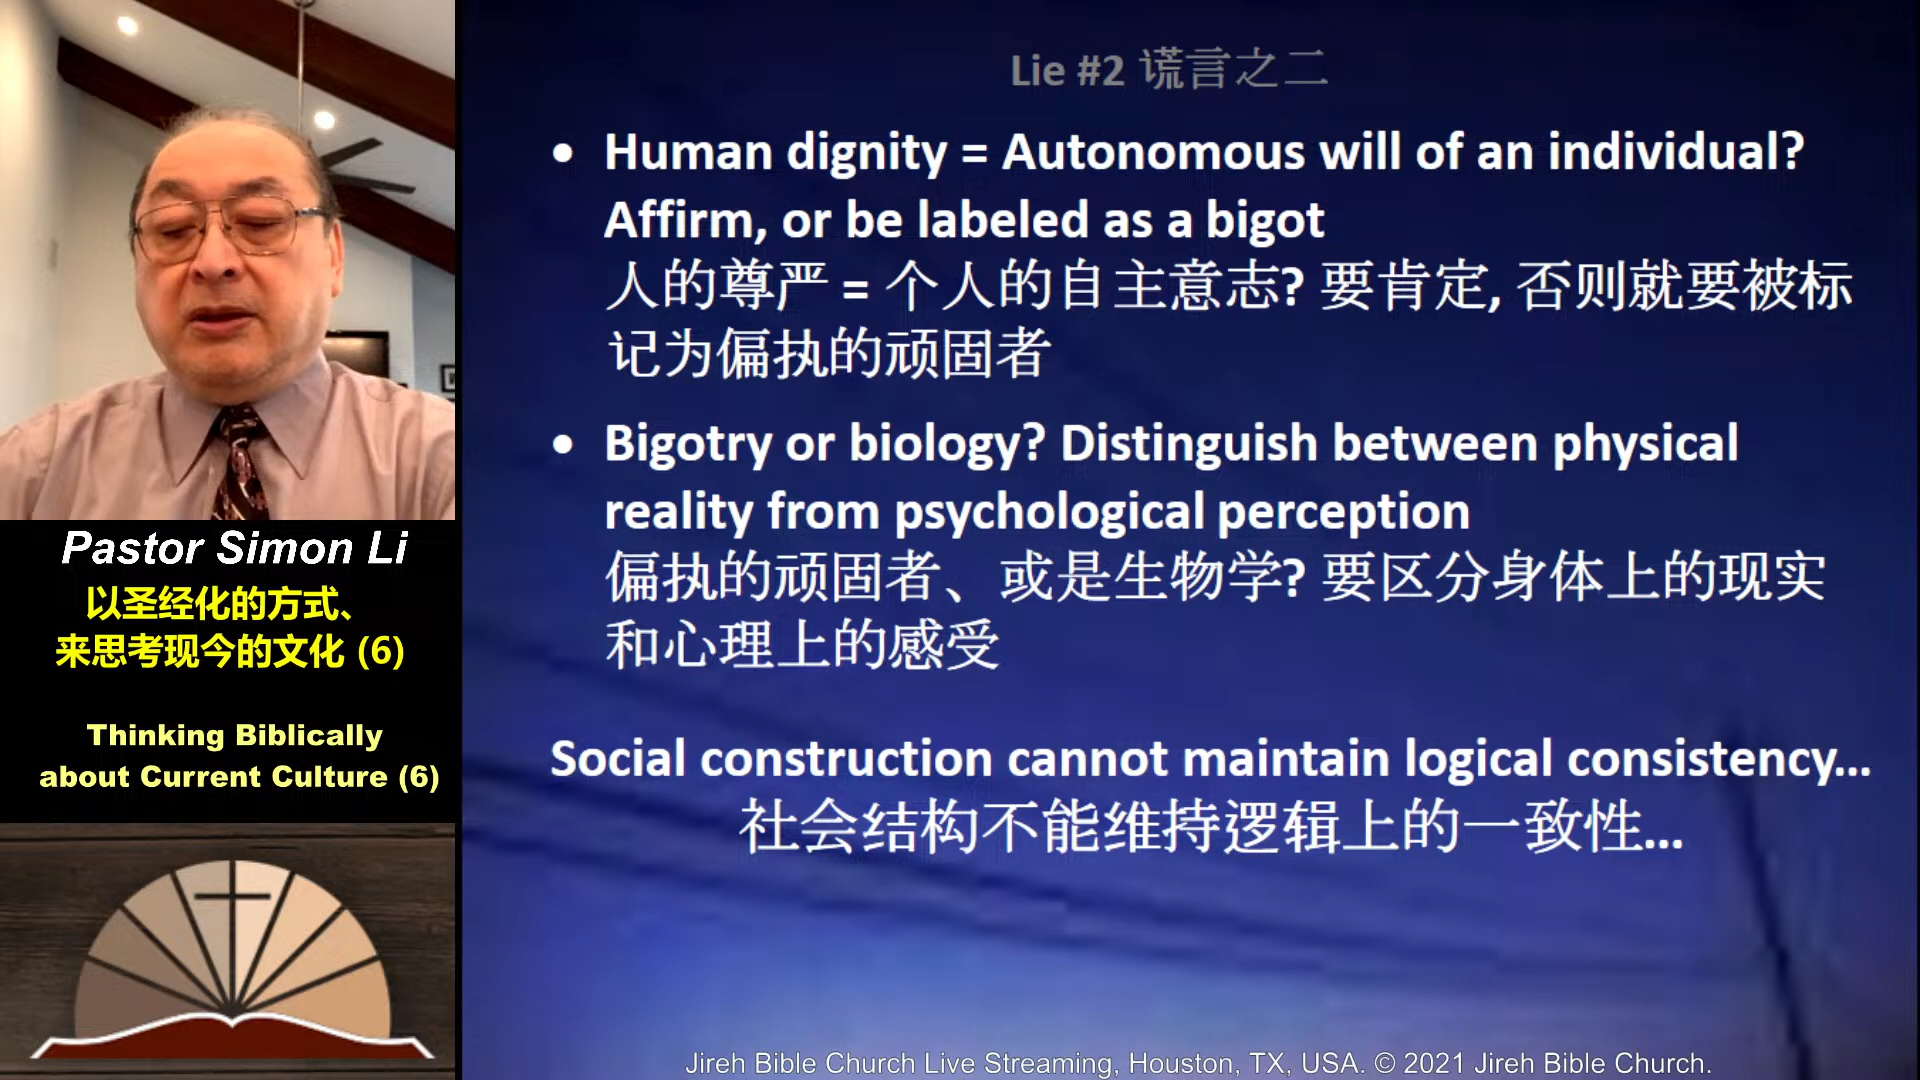 Lie #2 谎言之二
• Human dignity = Autonomous will of an individual?
Affirm, or be labeled as a bigot
人的尊严 = 个人的自主意志? 要肯定, 否则就要被标
记为偏执的顽固者
• Bigotry or biology? Distinguish between physical
reality from psychological perception
偏执的顽固者、或是生物学? 要区分身体上的现实
和心理上的感受
Social construction cannot maintain logical consistency...
社会结构不能维持逻辑上的一致性...
Pastor Simon Li
以圣经化的方式、
来思考现今的文化 (6)
Thinking Biblically
about Current Culture (6)
Jireh Bible Church Live Streaming, Houston, TX, USA. © 2021 Jireh Bible Church.